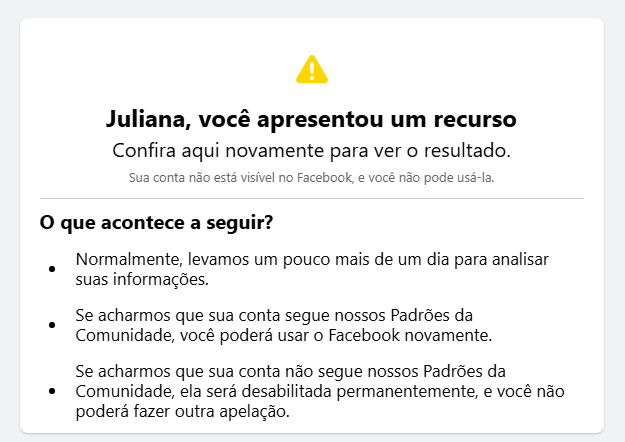 Juliana, você apresentou um recurso
Confira aqui novamente para ver o resultado.
Sua conta não está visível no Facebook, e você não pode usá-la.
O que acontece a seguir?
Normalmente, levamos um pouco mais de um dia para analisar
suas informações.
Se acharmos que sua conta segue nossos Padrões da
Comunidade, você poderá usar o Facebook novamente.
Se acharmos que sua conta não segue nossos Padrões da
Comunidade, ela será desabilitada permanentemente, e você não
poderá fazer outra apelação.